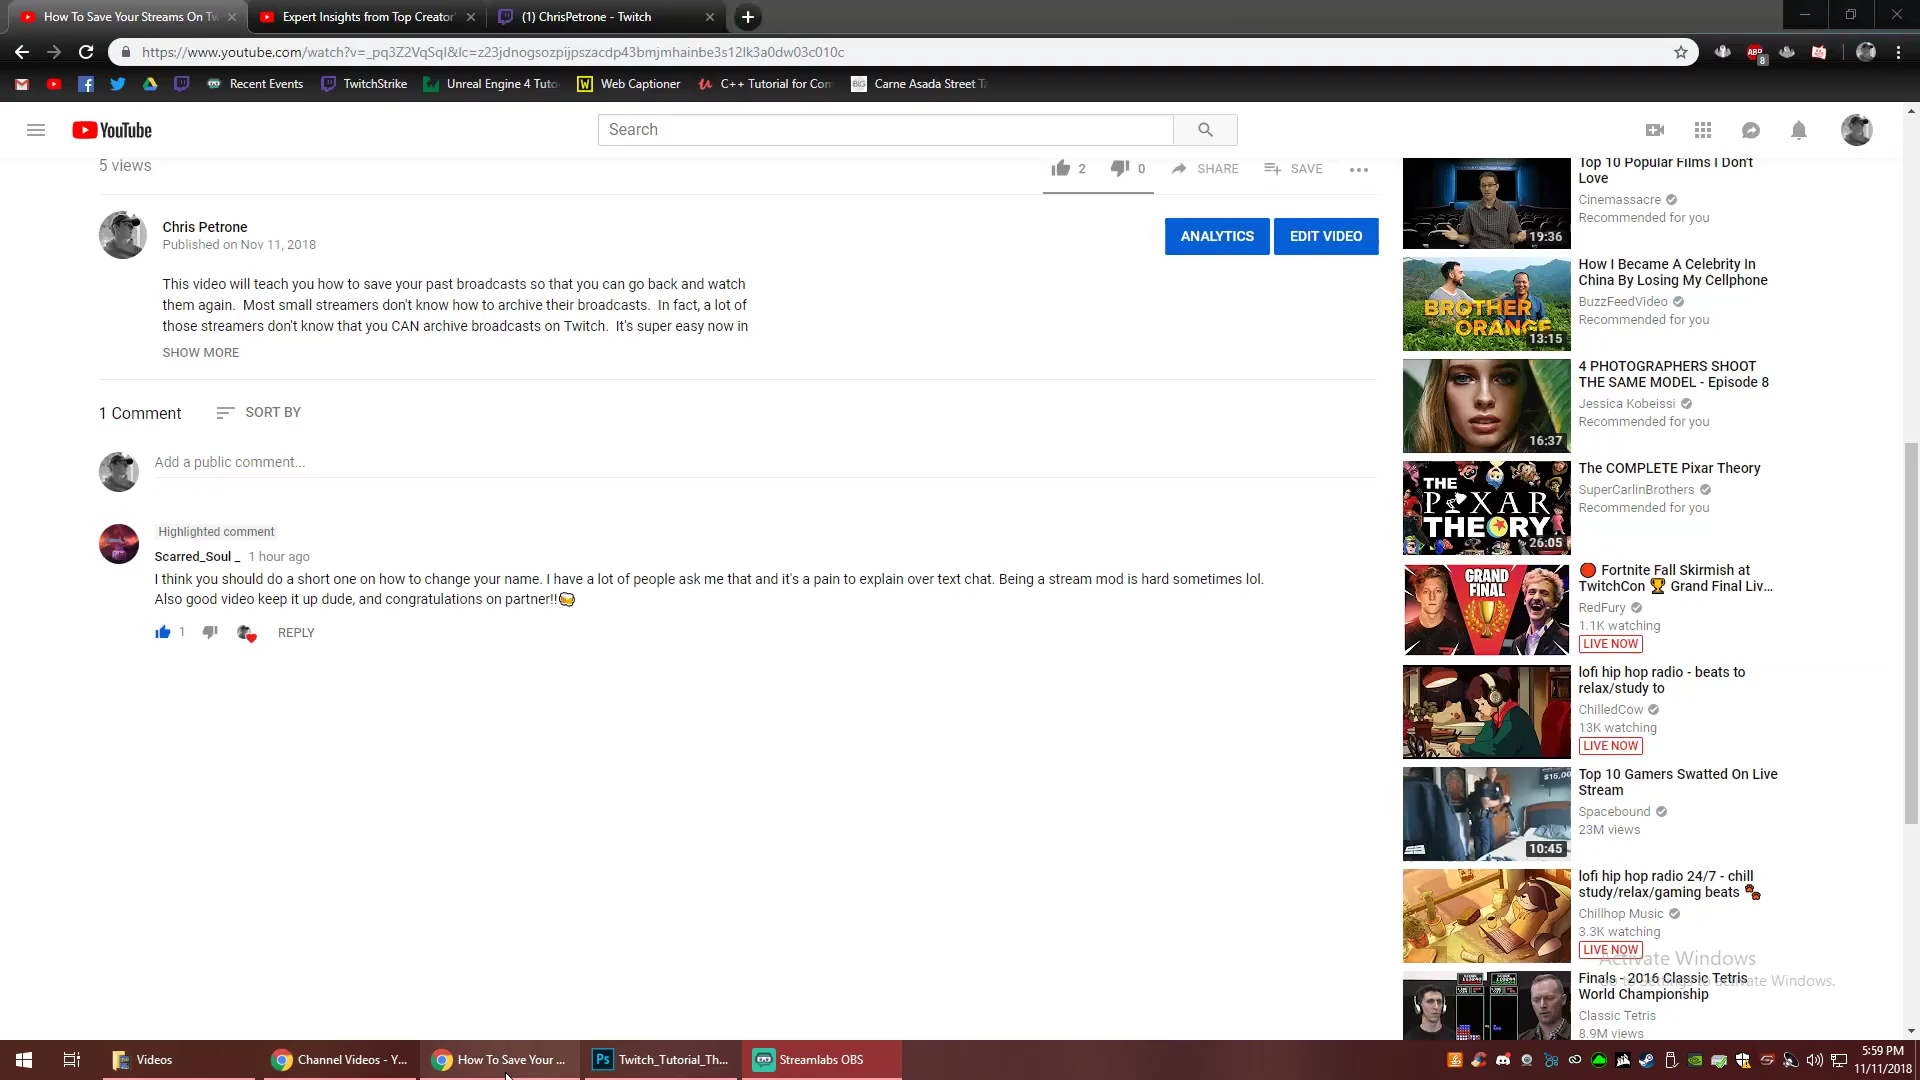 How To Save Your Streams On Tw
Expert Insights from Top Creator
(1) ChrisPetrone - Twitch
https://www.youtube.com/watch?v=_pq3Z2VqSqI&lc=z23jdnogsozpijpszacdp43bmjmhainbe3s12lk3a0dw03c010c
ABP
8
Recent Events
TwitchStrike
Unreal Engine 4 Tuto
Web Captioner
C++ Tutorial for Com
BIG
Carne Asada Street Ta
YouTube
Search
5 views
2
0
SHARE
SAVE
Chris Petrone
Published on Nov 11, 2018
ANALYTICS
EDIT VIDEO
This video will teach you how to save your past broadcasts so that you can go back and watch
them again. Most small streamers don't know how to archive their broadcasts. In fact, a lot of
those streamers don't know that you CAN archive broadcasts on Twitch. It's super easy now in
SHOW MORE
1 Comment
SORT BY
Add a public comment...
Highlighted comment
Scarred_Soul _ 1 hour ago
I think you should do a short one on how to change your name. I have a lot of people ask me that and it's a pain to explain over text chat. Being a stream mod is hard sometimes lol.
Also good video keep it up dude, and congratulations on partner!!🍻
1
REPLY
Top 10 Popular Films I Don't
Love
Cinemassacre
Recommended for you
19:36
How I Became A Celebrity In
China By Losing My Cellphone
BuzzFeedVideo
Recommended for you
BROTHER
ORANGE
13:15
4 PHOTOGRAPHERS SHOOT
THE SAME MODEL - Episode 8
Jessica Kobeissi
Recommended for you
16:37
The COMPLETE Pixar Theory
SuperCarlinBrothers
Recommended for you
THE
PIXAR
THEORY
26:05
🔴 Fortnite Fall Skirmish at
TwitchCon 🏆 Grand Final Liv...
RedFury
1.1K watching
LIVE NOW
GRAND
FINAL
lofi hip hop radio - beats to
relax/study to
ChilledCow
13K watching
LIVE NOW
Top 10 Gamers Swatted On Live
Stream
Spacebound
23M views
$15,00
10:45
lofi hip hop radio 24/7 - chill
study/relax/gaming beats 🐾
Chillhop Music
3.3K watching
LIVE NOW
Activate Windows
Go to Settings to activate Windows.
Finals - 2016 Classic Tetris
World Championship
Classic Tetris
8.9M views
Videos
Channel Videos - Y...
How To Save Your ...
Ps
Twitch_Tutorial_Th...
Streamlabs OBS
5:59 PM
11/11/2018